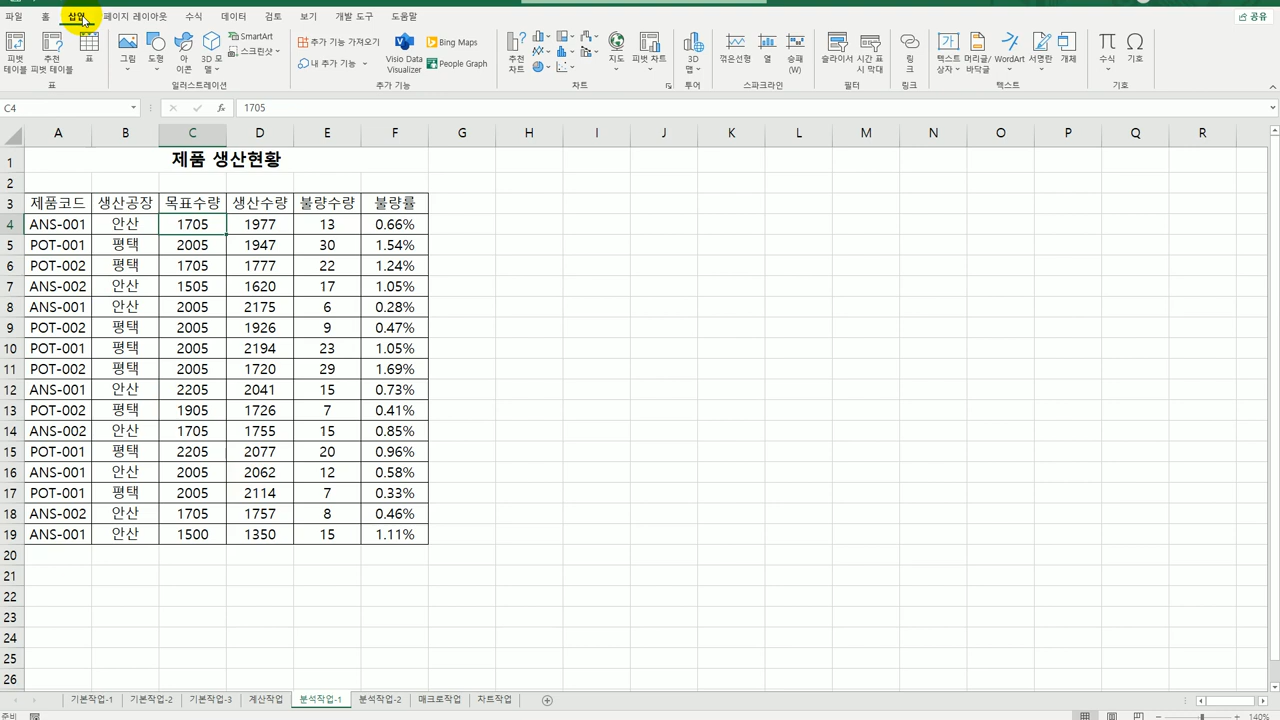 파일 홈 삽입 페이지 레이아웃 수식 데이터 검토 보기 개발 도구 도움말 공유
피벗 테이블 추천 피벗 테이블 표 그림 도형 아이콘 3D 모델 SmartArt 스크린샷 추가 기능 가져오기 내 추가 기능 Visio Data Visualizer Bing Maps People Graph 추천 차트 지도 피벗 차트 3D 맵 꺾은선형 열 승패(W) 슬라이서 시간 표시 막대 링크 텍스트 상자 머리글/바닥글 WordArt 서명란 개체 수식 기호
표 일러스트레이션 추가 기능 차트 투어 스파크라인 필터 링크 텍스트 기호
C4 fx 1705
A B C D E F G H I J K L M N O P Q R
1 제품 생산현황
2
3 제품코드 생산공장 목표수량 생산수량 불량수량 불량률
4 ANS-001 안산 1705 1977 13 0.66%
5 POT-001 평택 2005 1947 30 1.54%
6 POT-002 평택 1705 1777 22 1.24%
7 ANS-002 안산 1505 1620 17 1.05%
8 ANS-001 안산 2005 2175 6 0.28%
9 POT-002 평택 2005 1926 9 0.47%
10 POT-001 평택 2005 2194 23 1.05%
11 POT-002 평택 2005 1720 29 1.69%
12 ANS-001 안산 2205 2041 15 0.73%
13 POT-002 평택 1905 1726 7 0.41%
14 ANS-002 안산 1705 1755 15 0.85%
15 POT-001 평택 2205 2077 20 0.96%
16 ANS-001 안산 2005 2062 12 0.58%
17 POT-001 평택 2005 2114 7 0.33%
18 ANS-002 안산 1705 1757 8 0.46%
19 ANS-001 안산 1500 1350 15 1.11%
20
21
22
23
24
25
26
기본작업-1 기본작업-2 기본작업-3 계산작업 분석작업-1 분석작업-2 매크로작업 차트작업
준비 140%